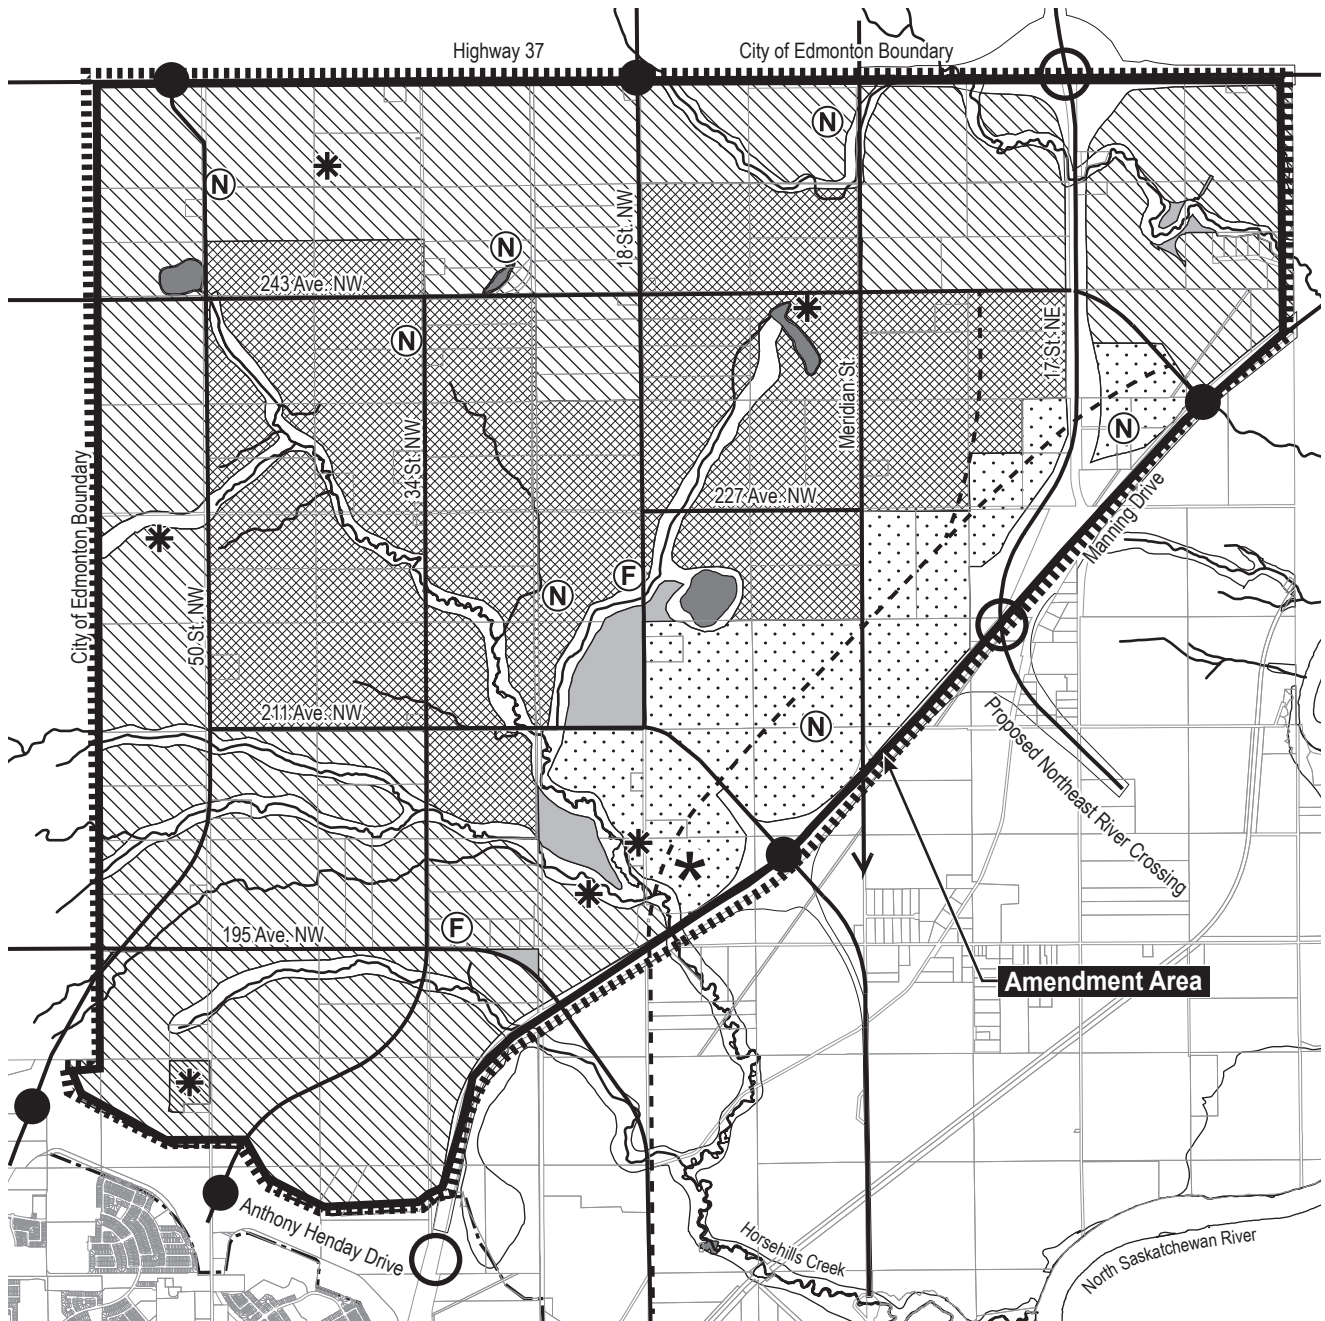 Highway 37
City of Edmonton Boundary
N
N
18 St. NW
N
243 Ave. NW
N
17 St. NE
Meridian St.
N
34 St. NW
City of Edmonton Boundary
227 Ave. NW
Manning Drive
F
N
50 St. NW
211 Ave. NW
N
Proposed Northeast River Crossing
195 Ave. NW
F
Amendment Area
Anthony Henday Drive
Horsehills Creek
North Saskatchewan River